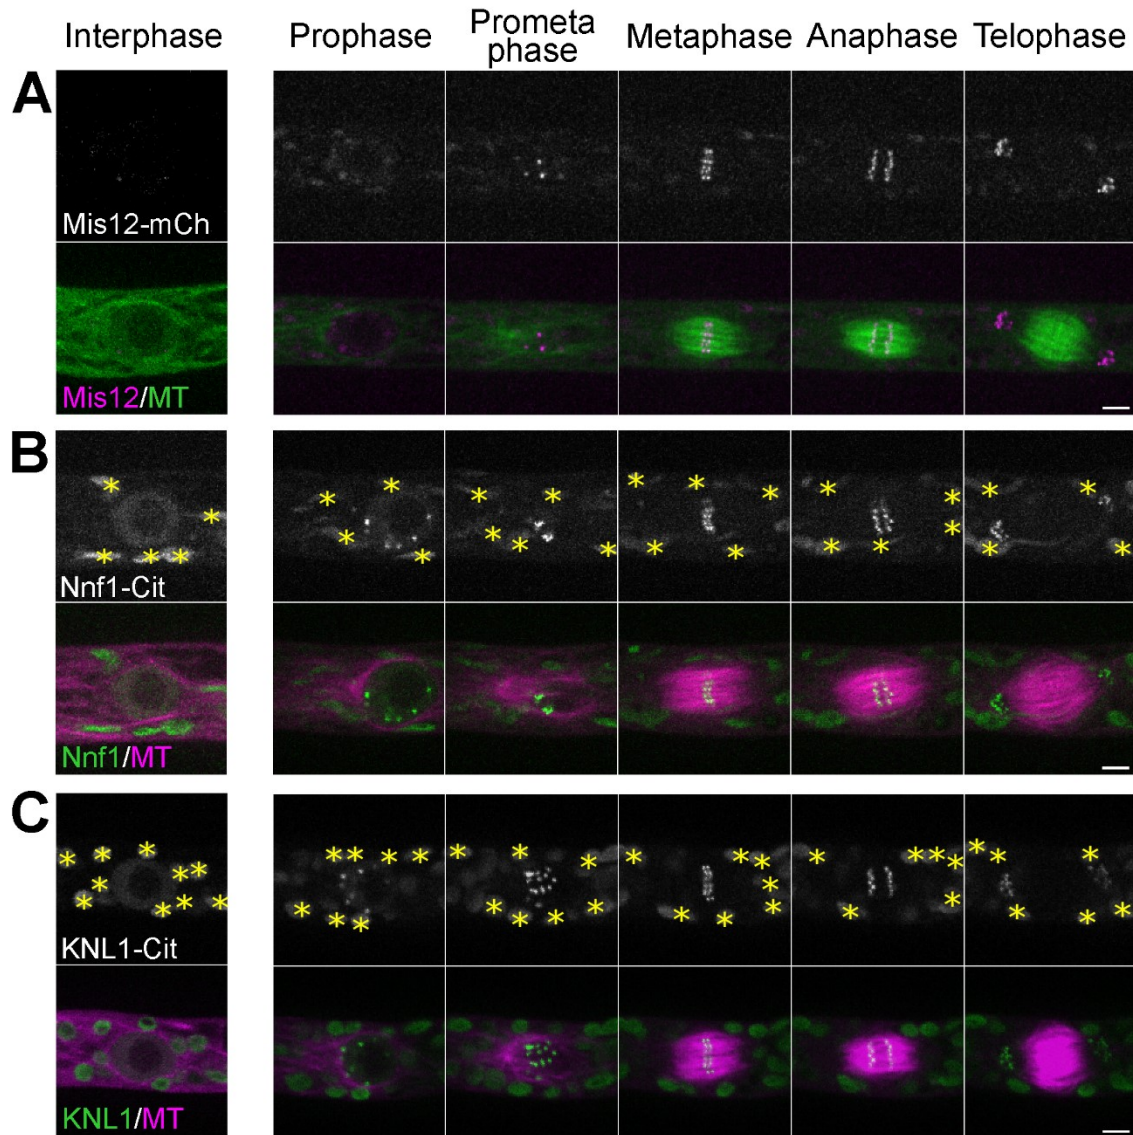 Interphase
Prophase
Prometa
phase
Metaphase
Anaphase
Telophase
A
Mis12-mCh
Mis12/MT
B
Nnf1-Cit
Nnf1/MT
C
KNL1-Cit
KNL1/MT